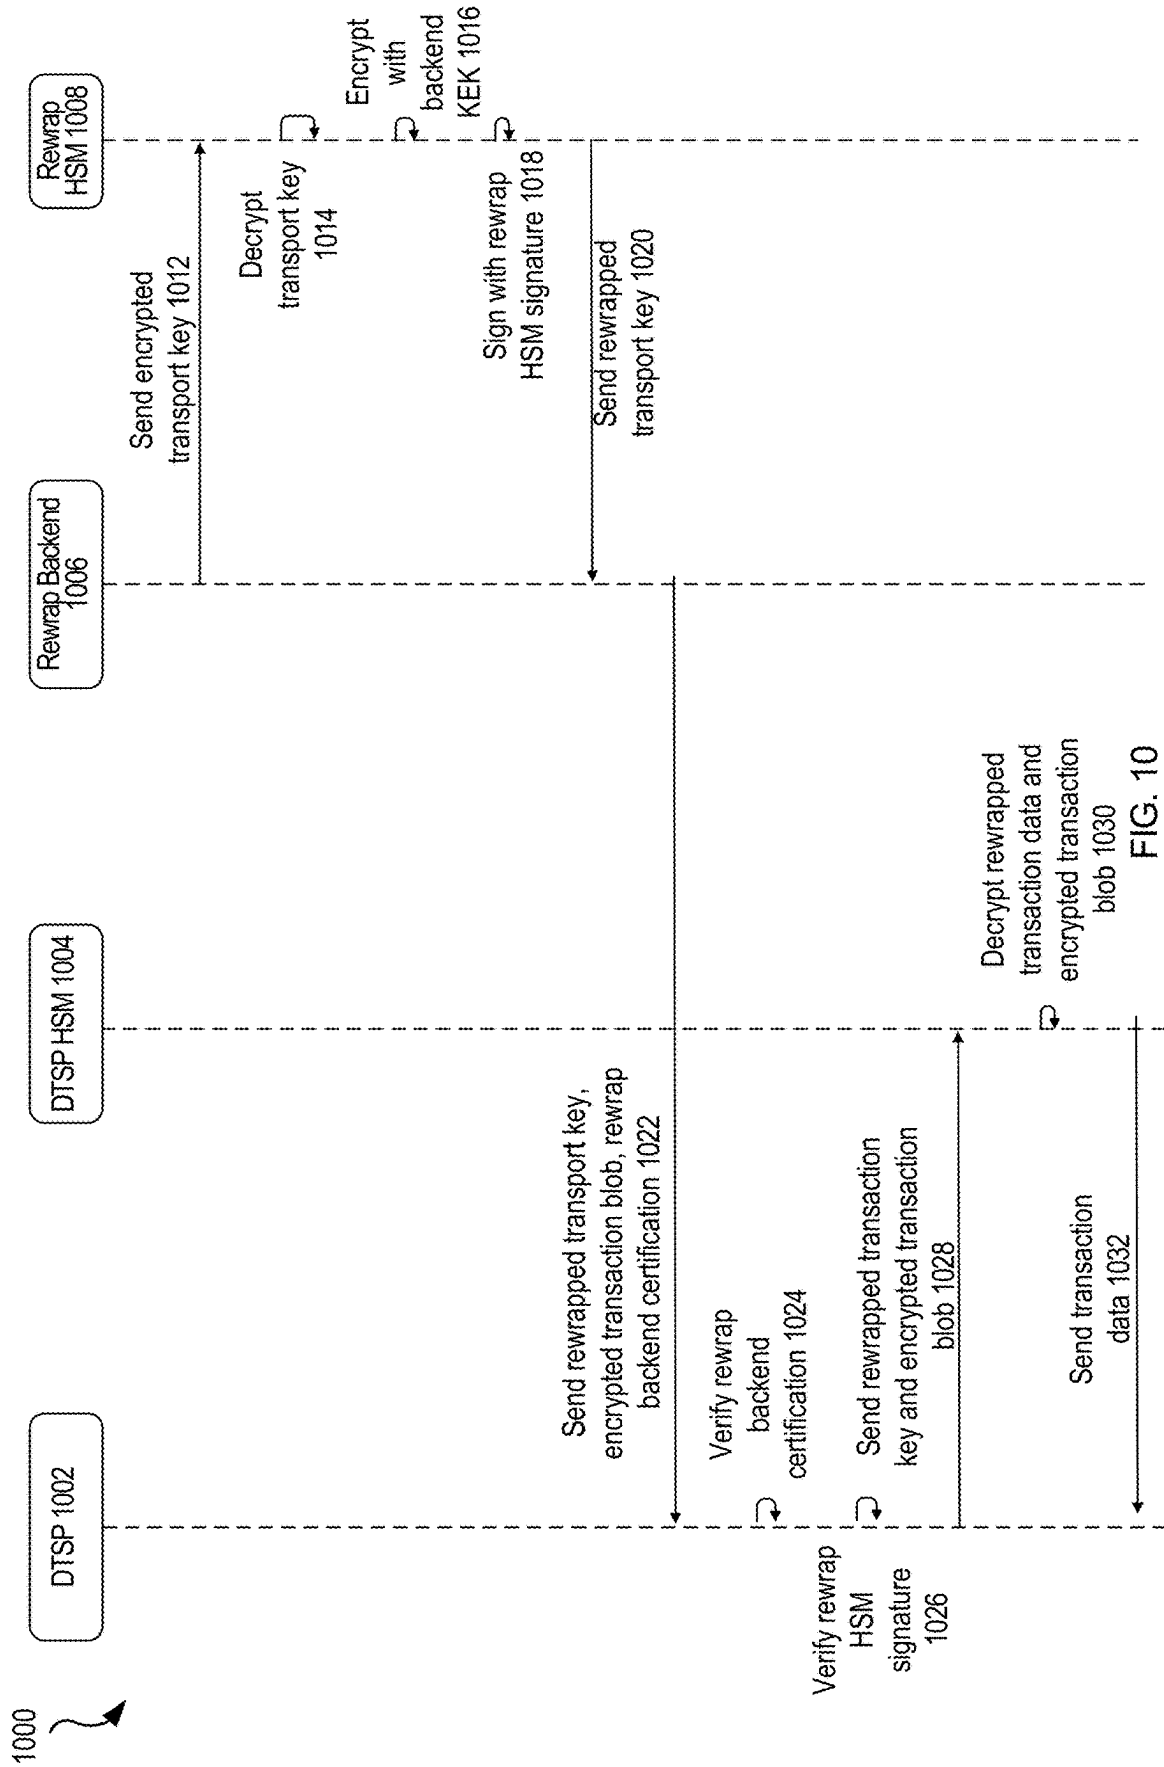 1000
DTSP 1002
DTSP HSM 1004
Rewrap Backend
1006
Rewrap
HSM 1008
Send encrypted
transport key 1012
Decrypt
transport key
1014
Encrypt
with
backend
KEK 1016
Sign with rewrap
HSM signature 1018
Send rewrapped
transport key 1020
Send rewrapped transport key,
encrypted transaction blob, rewrap
backend certification 1022
Verify rewrap
backend
certification 1024
Verify rewrap
HSM
signature
1026
Send rewrapped transaction
key and encrypted transaction
blob 1028
Decrypt rewrapped
transaction data and
encrypted transaction
blob 1030
Send transaction
data 1032
FIG. 10